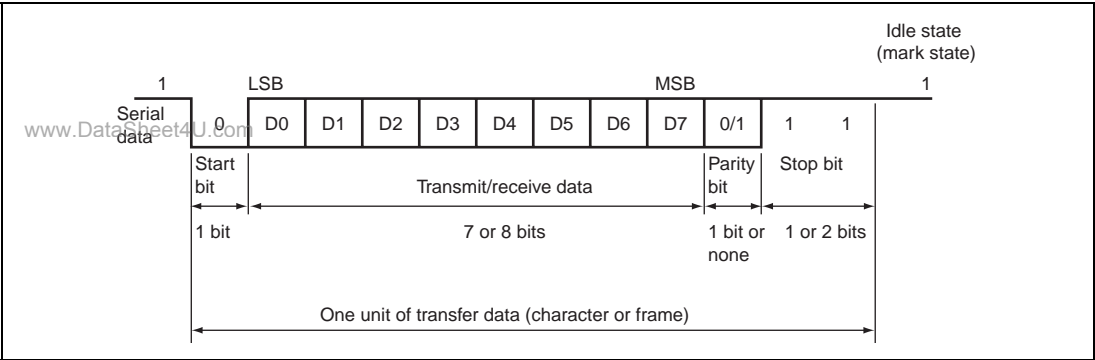 Idle state
(mark state)
1 LSB MSB 1
Serial
data
www.DataSheet4U.com
0 D0 D1 D2 D3 D4 D5 D6 D7 0/1 1 1
Start
bit
Transmit/receive data
Parity
bit
Stop bit
1 bit
7 or 8 bits
1 bit or
none
1 or 2 bits
One unit of transfer data (character or frame)